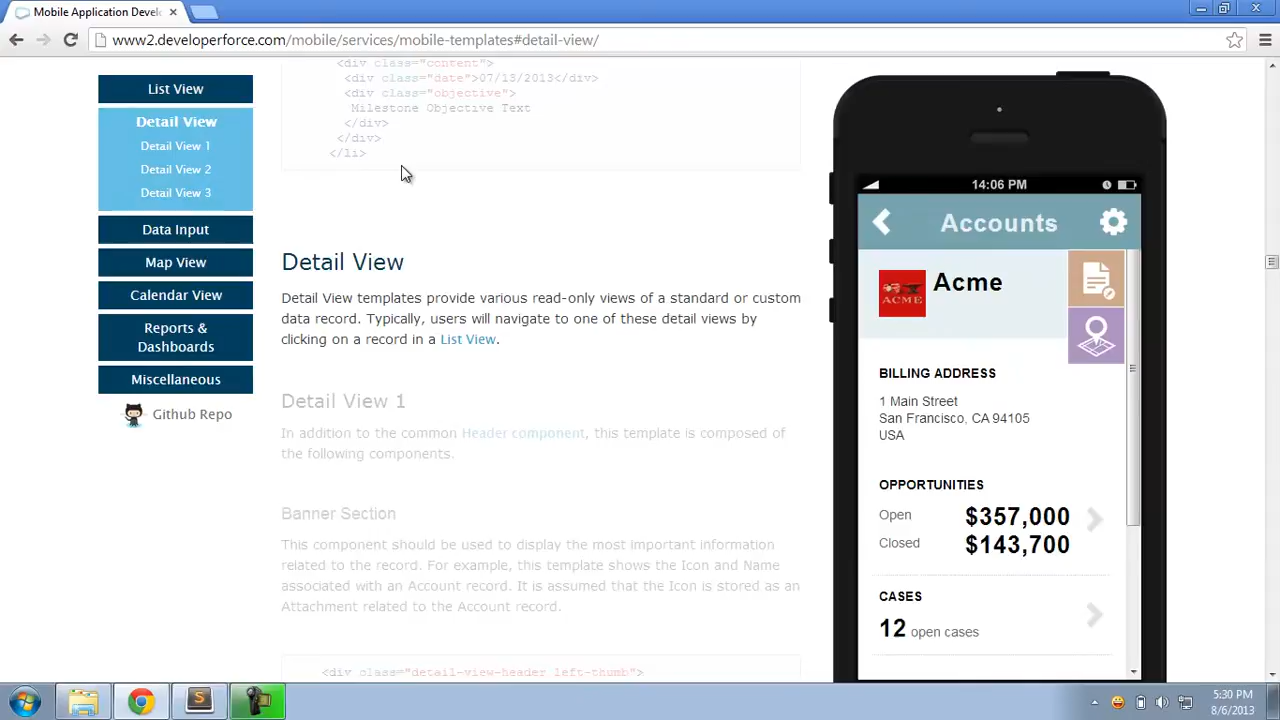 Mobile Application Devel
www2.developerforce.com/mobile/services/mobile-templates#detail-view/
List View
Detail View
Detail View 1
Detail View 2
Detail View 3
Data Input
Map View
Calendar View
Reports &
Dashboards
Miscellaneous
Github Repo
<div class="content">
<div class="date">07/15/2013</div>
<div class="objective">
Milestone Objective Text
</div>
</div>
</li>
Detail View
Detail View templates provide various read-only views of a standard or custom
data record. Typically, users will navigate to one of these detail views by
clicking on a record in a List View.
Detail View 1
In addition to the common Header component, this template is composed of
the following components.
Banner Section
This component should be used to display the most important information
related to the record. For example, this template shows the Icon and Name
associated with an Account record. It is assumed that the Icon is stored as an
Attachment related to the Account record.
<div class="detail-view-header left-thumb">
14:06 PM
Accounts
ACME
Acme
BILLING ADDRESS
1 Main Street
San Francisco, CA 94105
USA
OPPORTUNITIES
Open $357,000
Closed $143,700
CASES
12 open cases
5:30 PM
8/6/2013